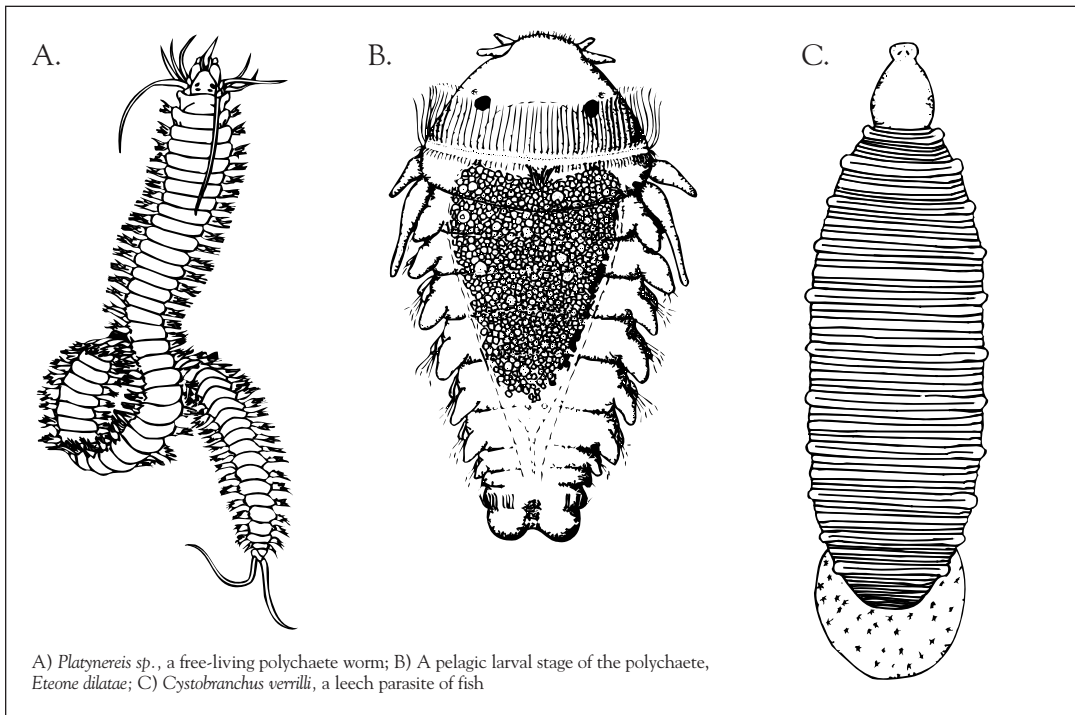 A.
B.
C.
A) Platynereis sp., a free-living polychaete worm; B) A pelagic larval stage of the polychaete,
Eteone dilatae; C) Cystobranchus verrilli, a leech parasite of fish